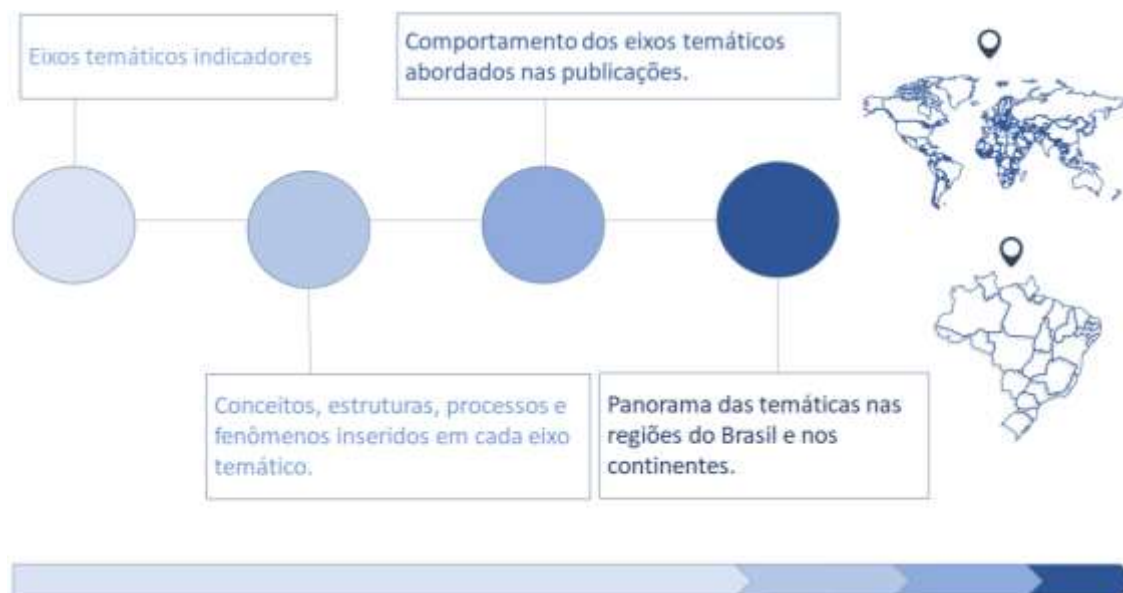 Eixos temáticos indicadores
Comportamento dos eixos temáticos
abordados nas publicações.
Conceitos, estruturas, processos e
fenômenos inseridos em cada eixo
temático.
Panorama das temáticas nas
regiões do Brasil e nos
continentes.